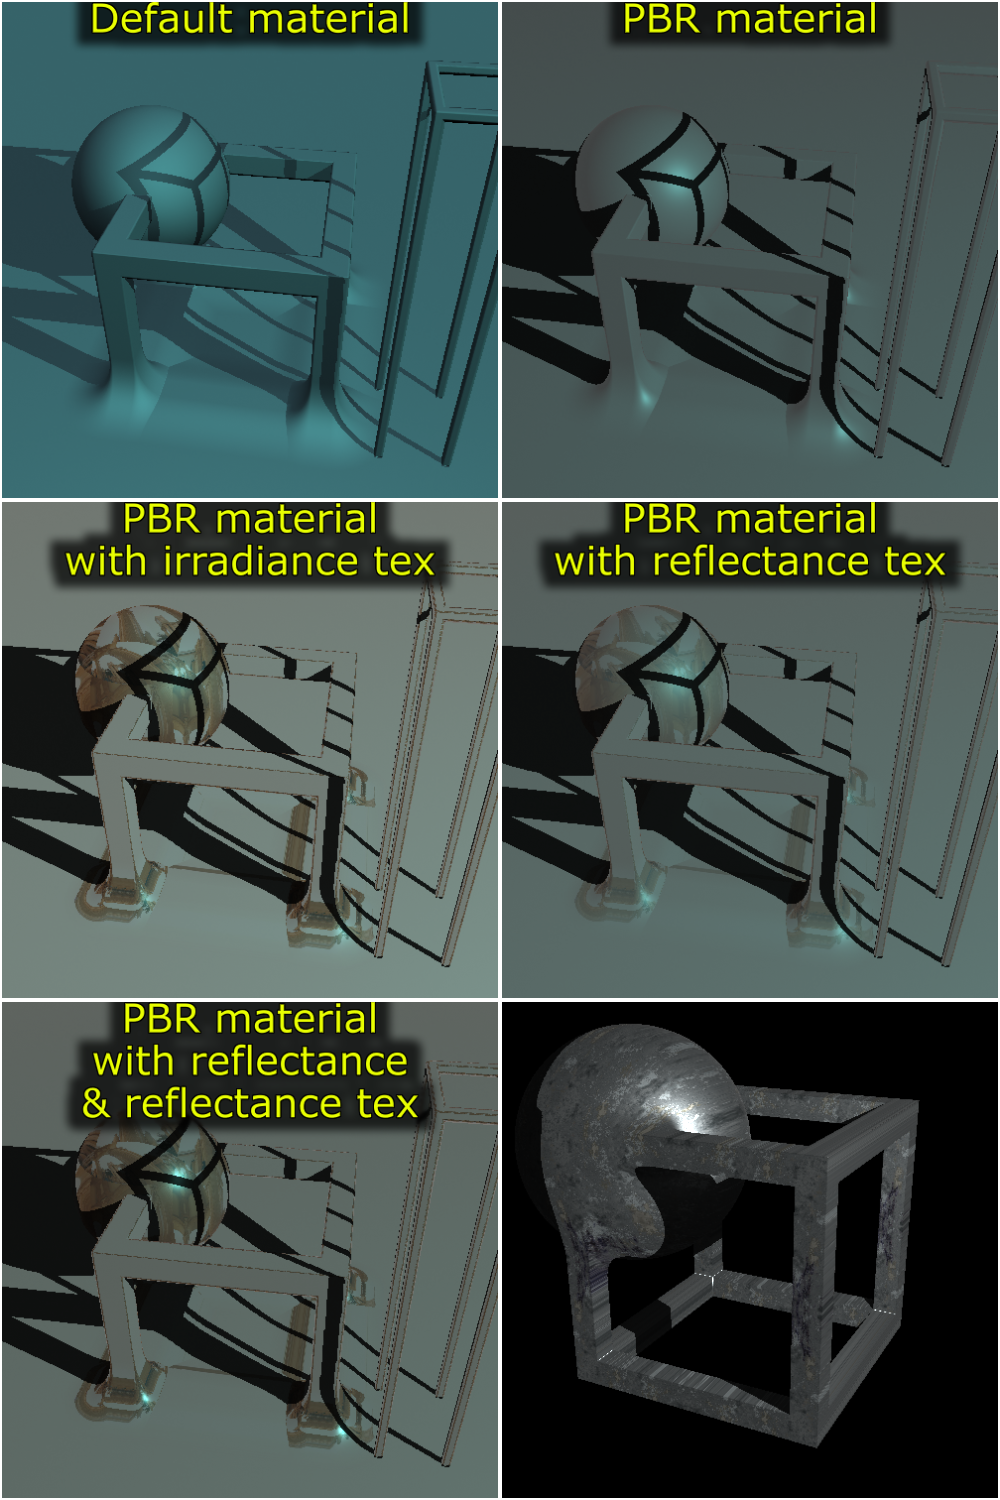 Default material
PBR material
PBR material
with irradiance tex
PBR material
with reflectance tex
PBR material
with reflectance
& reflectance tex